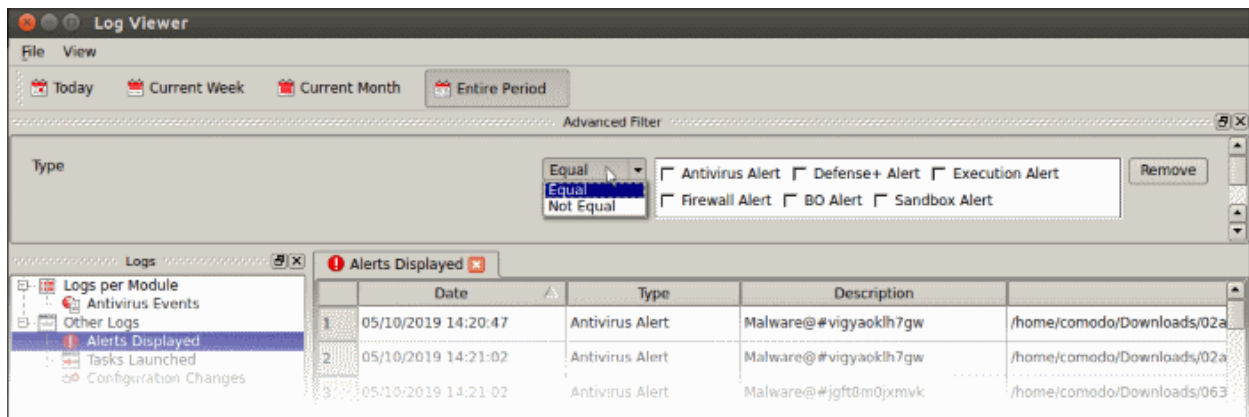 Log Viewer
File View
Today Current Week Current Month Entire Period
Advanced Filter
Type
Equal
Equal
Not Equal
Antivirus Alert Defense+ Alert Execution Alert
Firewall Alert BO Alert Sandbox Alert
Remove
Logs
Logs per Module
Antivirus Events
Other Logs
Alerts Displayed
Tasks Launched
Configuration Changes
Alerts Displayed
Date Type Description
1 05/10/2019 14:20:47 Antivirus Alert Malware@#vigyaoklh7gw /home/comodo/Downloads/02a
2 05/10/2019 14:21:02 Antivirus Alert Malware@#vigyaoklh7gw /home/comodo/Downloads/02a
3 05/10/2019 14:21:02 Antivirus Alert Malware@#jgft8m0jxmvk /home/comodo/Downloads/063